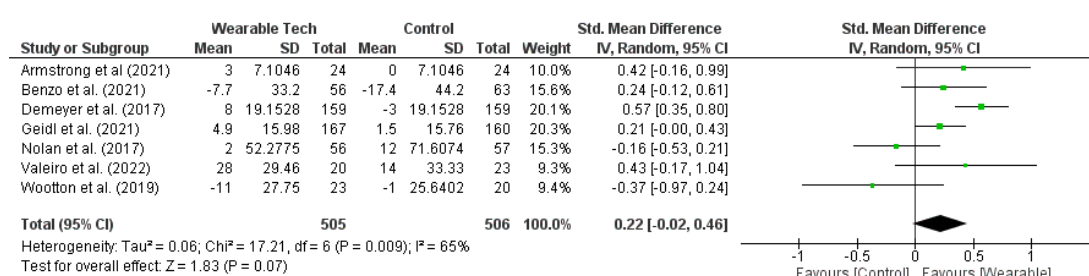 Wearable Tech Control Std. Mean Difference Std. Mean Difference
Study or Subgroup Mean SD Total Mean SD Total Weight IV, Random, 95% CI IV, Random, 95% CI
Armstrong et al (2021) 3 7.1046 24 0 7.1046 24 10.0% 0.42 [-0.16, 0.99]
Benzo et al. (2021) -7.7 33.2 56 -17.4 44.2 63 15.6% 0.24 [-0.12, 0.61]
Demeyer et al. (2017) 8 19.1528 159 -3 19.1528 159 20.1% 0.57 [0.35, 0.80]
Geidl et al. (2021) 4.9 15.98 167 1.5 15.76 160 20.3% 0.21 [-0.00, 0.43]
Nolan et al. (2017) 2 52.2775 56 12 71.6074 57 15.3% -0.16 [-0.53, 0.21]
Valeiro et al. (2022) 28 29.46 20 14 33.33 23 9.3% 0.43 [-0.17, 1.04]
Wootton et al. (2019) -11 27.75 23 -1 25.6402 20 9.4% -0.37 [-0.97, 0.24]
Total (95% CI) 505 506 100.0% 0.22 [-0.02, 0.46]
Heterogeneity: Tau² = 0.06; Chi² = 17.21, df = 6 (P = 0.009); I² = 65%
Test for overall effect: Z = 1.83 (P = 0.07)
-1 -0.5 0 0.5 1
Favours [Control] Favours [Wearable]